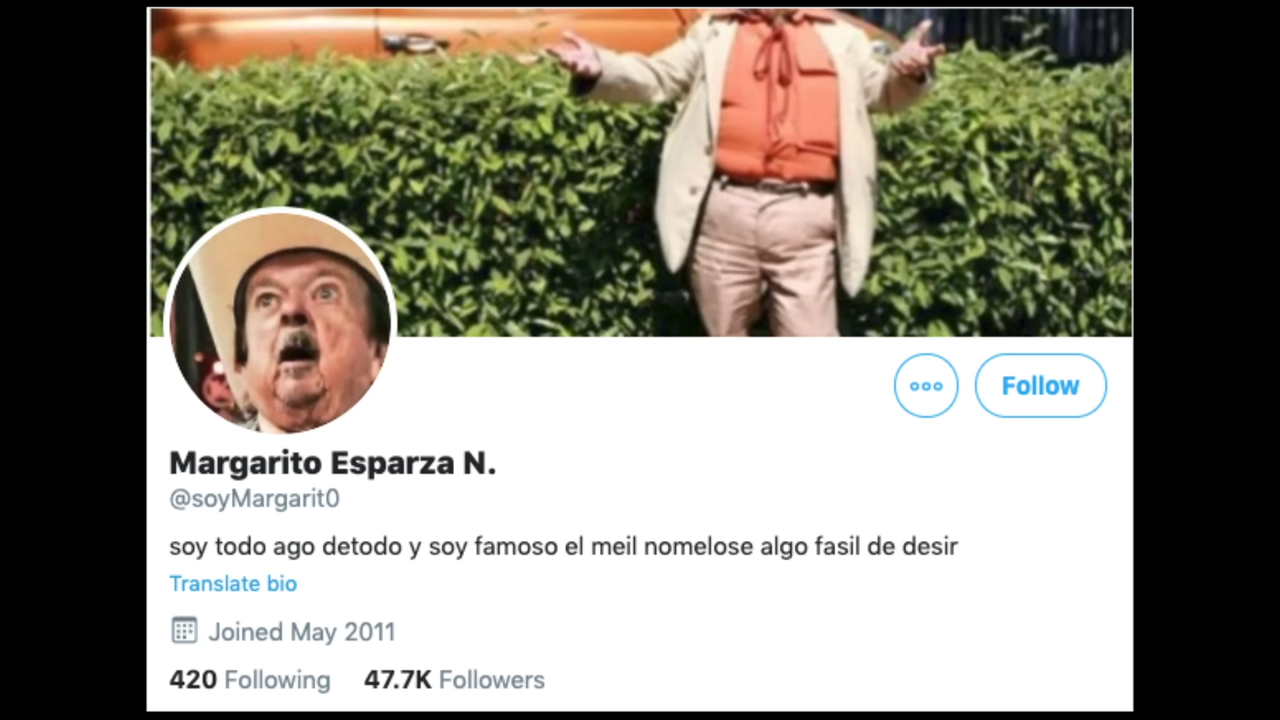 Follow
Margarito Esparza N.
@soyMargarit0
soy todo ago detodo y soy famoso el meil nomelose algo fasil de desir
Translate bio
Joined May 2011
420 Following 47.7K Followers